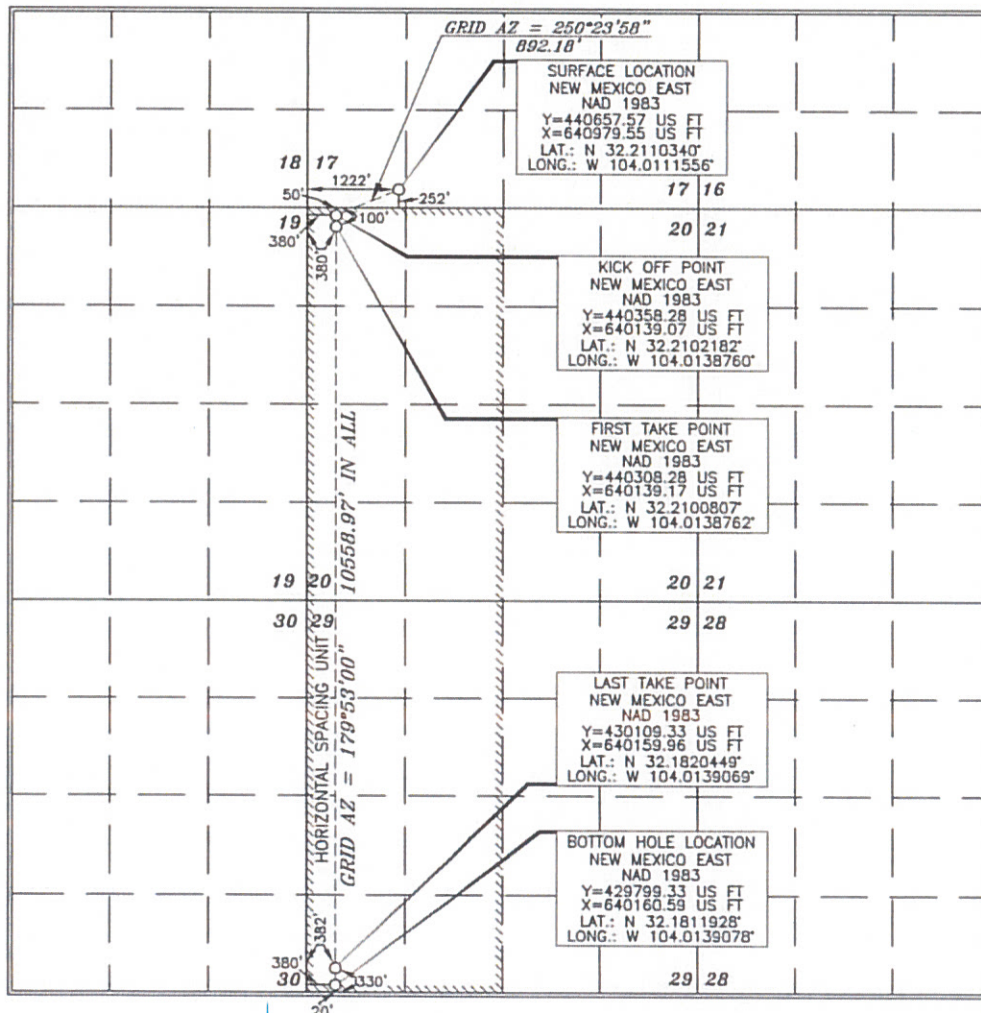 GRID AZ = 250°23'58"
892.18'
SURFACE LOCATION
NEW MEXICO EAST
NAD 1983
Y=440657.57 US FT
X=640979.55 US FT
LAT.: N 32.2110340°
LONG.: W 104.0111556°
18 17
1222'
17 16
50'
252'
19
100'
20 21
380'
380'
KICK OFF POINT
NEW MEXICO EAST
NAD 1983
Y=440358.28 US FT
X=640139.07 US FT
LAT.: N 32.2102182°
LONG.: W 104.0138760°
FIRST TAKE POINT
NEW MEXICO EAST
NAD 1983
Y=440308.28 US FT
X=640139.17 US FT
LAT.: N 32.2100807°
LONG.: W 104.0138762°
10558.97' IN ALL
19 20
20 21
30 29
29 28
HORIZONTAL SPACING UNIT
GRID AZ = 179°53'00"
LAST TAKE POINT
NEW MEXICO EAST
NAD 1983
Y=430109.33 US FT
X=640159.96 US FT
LAT.: N 32.1820449°
LONG.: W 104.0139069°
BOTTOM HOLE LOCATION
NEW MEXICO EAST
NAD 1983
Y=429799.33 US FT
X=640160.59 US FT
LAT.: N 32.1811928°
LONG.: W 104.0139078°
382'
380'
330'
30
29 28
20'